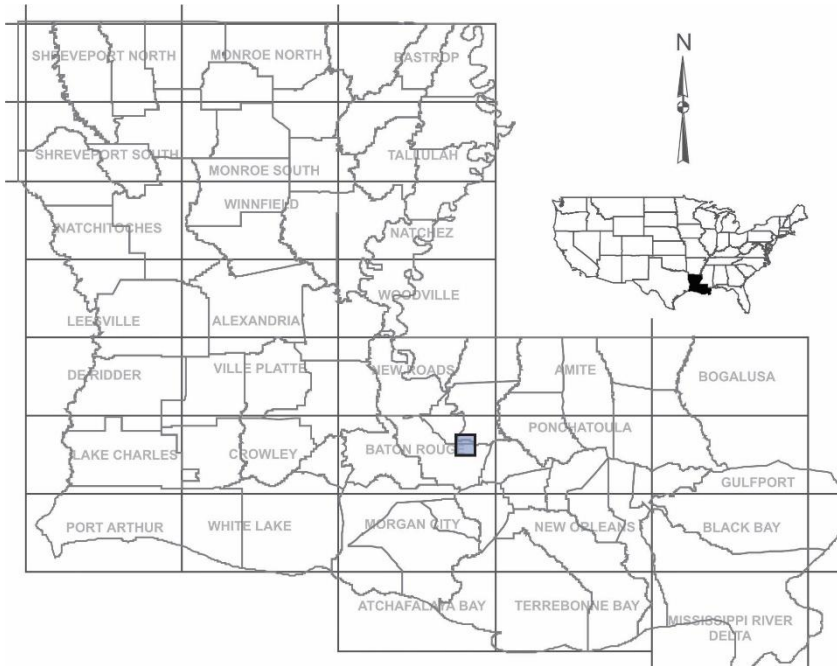 N
SHREVEPORT NORTH
MONROE NORTH
BASTROP
SHREVEPORT SOUTH
MONROE SOUTH
TALLULAH
NATCHITOCHES
WINNFIELD
NATCHEZ
LEESVILLE
ALEXANDRIA
WOODVILLE
DE RIDDER
VILLE PLATTE
NEW ROADS
AMITE
BOGALUSA
LAKE CHARLES
CROWLEY
BATON ROUGE
PONCHATOULA
GULFPORT
PORT ARTHUR
WHITE LAKE
MORGAN CITY
NEW ORLEANS
BLACK BAY
ATCHAFALAYA BAY
TERREBONNE BAY
MISSISSIPPI RIVER
DELTA